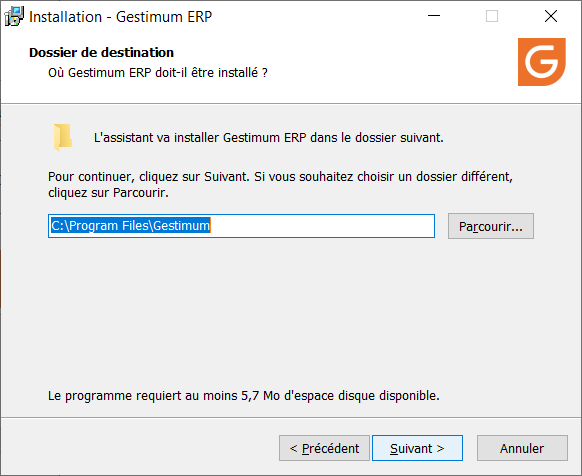 Installation - Gestimum ERP
Dossier de destination
Où Gestimum ERP doit-il être installé ?
G
L'assistant va installer Gestimum ERP dans le dossier suivant.
Pour continuer, cliquez sur Suivant. Si vous souhaitez choisir un dossier différent,
cliquez sur Parcourir.
C:\Program Files\Gestimum
Parcourir...
Le programme requiert au moins 5,7 Mo d'espace disque disponible.
< Précédent
Suivant >
Annuler